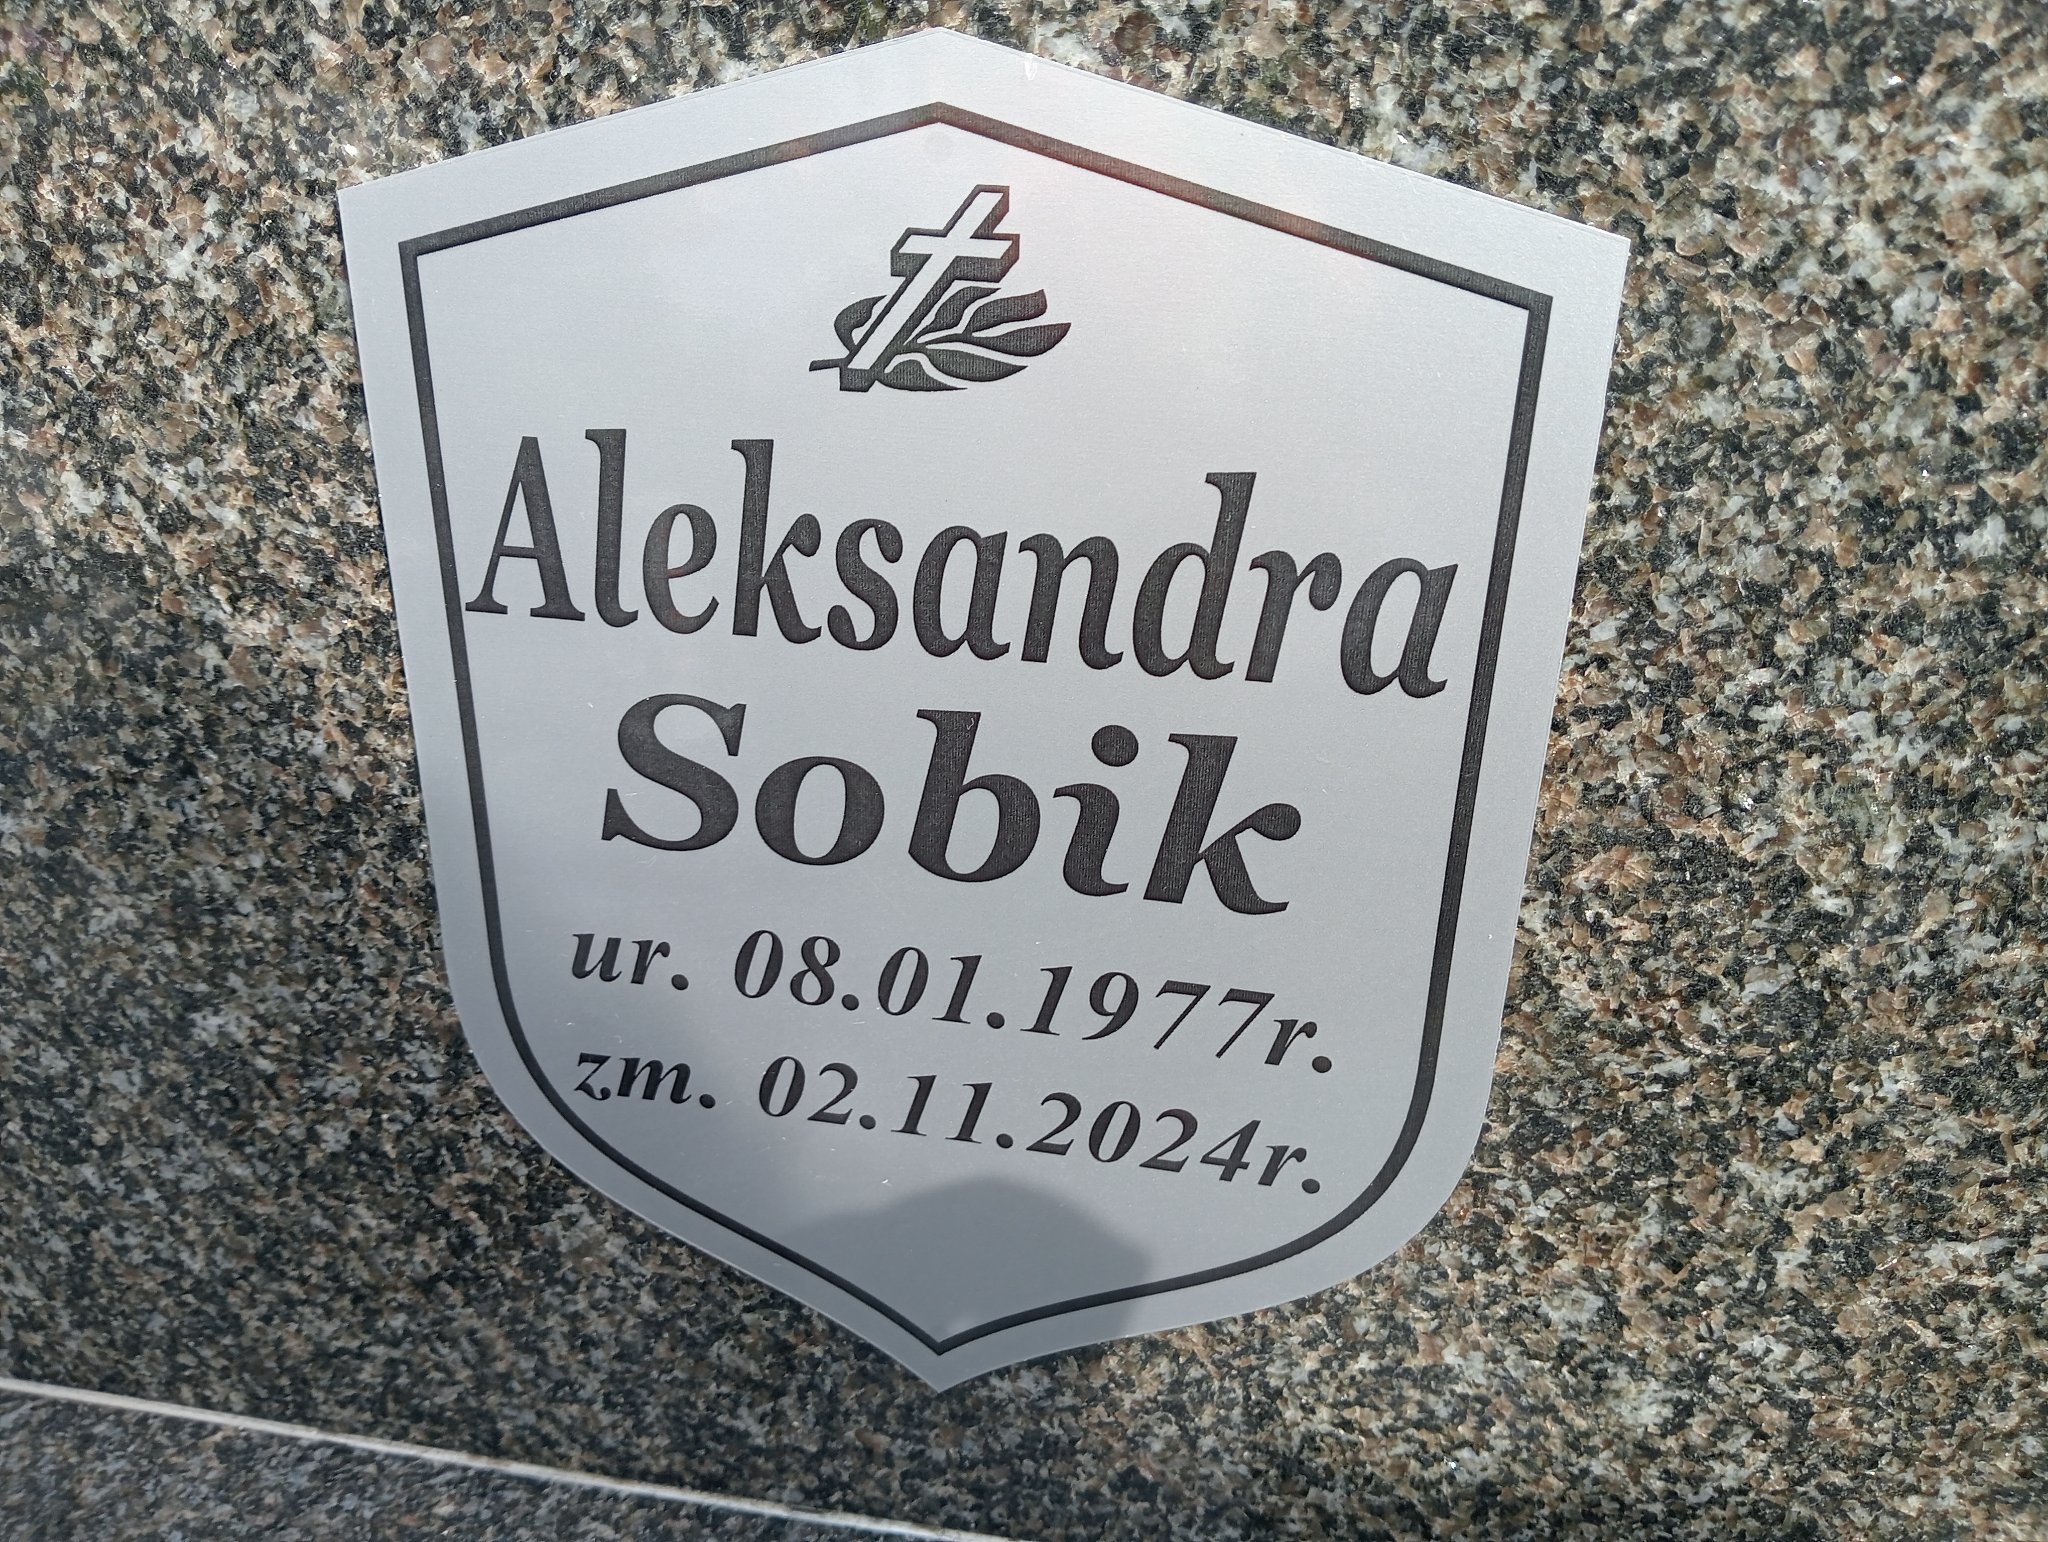 Aleksandra
Sobik
ur. 08.01.1977r.
zm. 02.11.2024r.